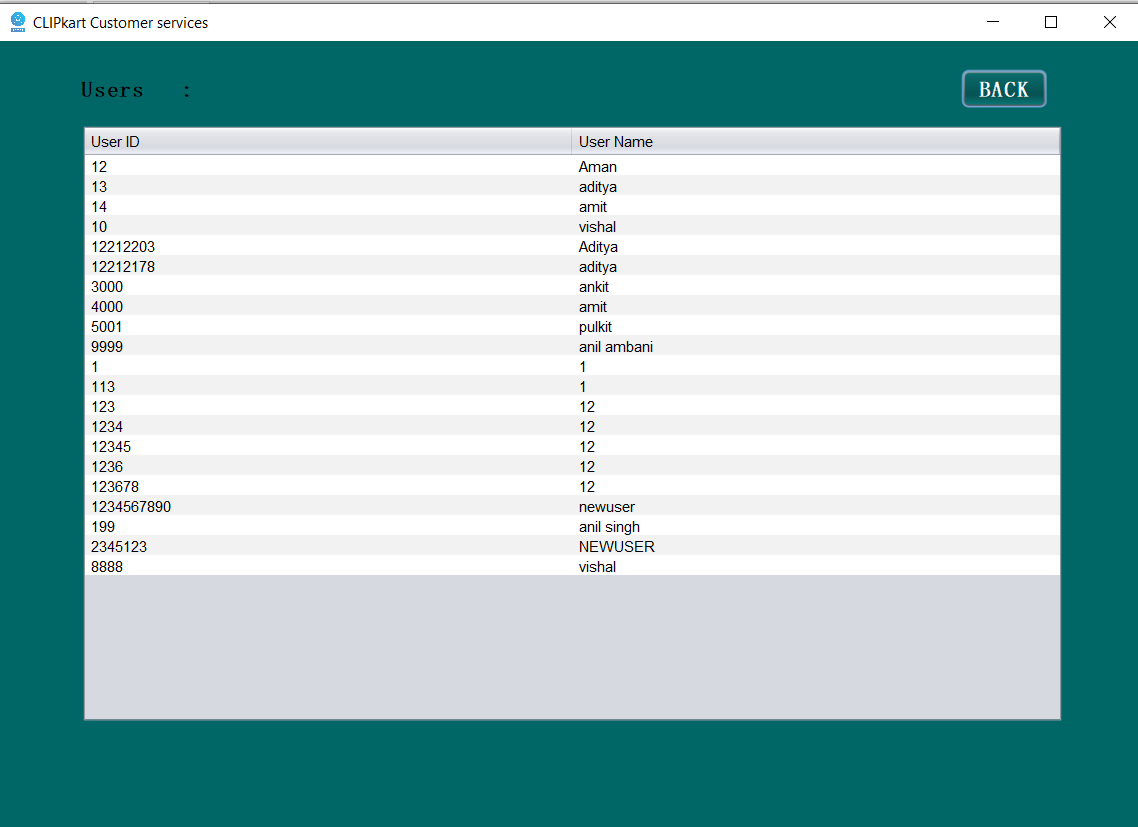 CLIPkart Customer services
Users :
BACK
User ID User Name
12 Aman
13 aditya
14 amit
10 vishal
12212203 Aditya
12212178 aditya
3000 ankit
4000 amit
5001 pulkit
9999 anil ambani
1 1
113 1
123 12
1234 12
12345 12
1236 12
123678 12
1234567890 newuser
199 anil singh
2345123 NEWUSER
8888 vishal